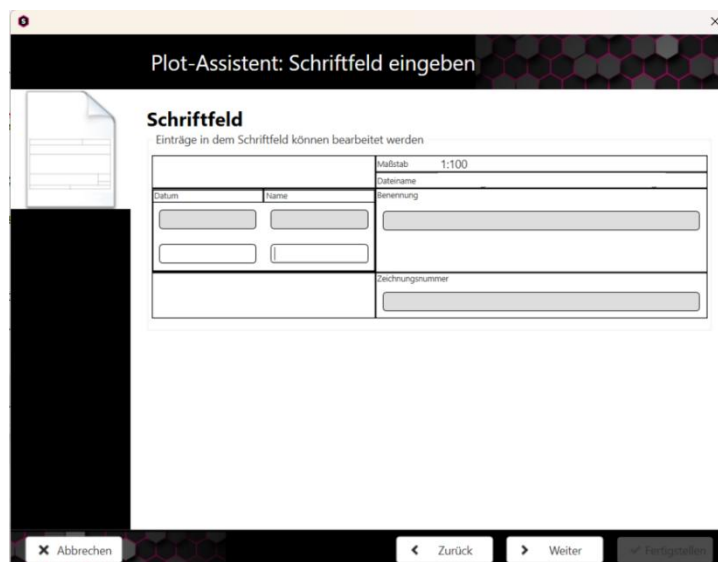 Plot-Assistent: Schriftfeld eingeben
Schriftfeld
Einträge in dem Schriftfeld können bearbeitet werden
Maßstab 1:100
Dateiname
Datum Name Benennung
Zeichnungsnummer
Abbrechen Zurück Weiter Fertigstellen